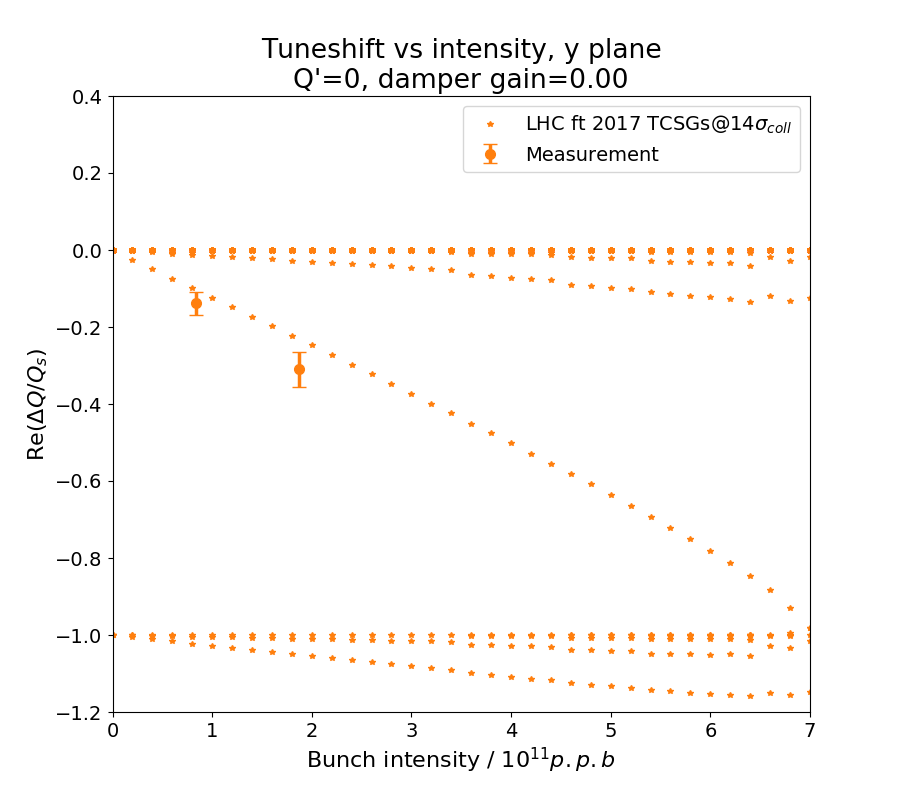 Tuneshift vs intensity, y plane
Q'=0, damper gain=0.00
LHC ft 2017 TCSGs@14σcoll
Measurement
0.4
0.2
0.0
−0.2
−0.4
−0.6
−0.8
−1.0
−1.2
Re(ΔQ/Qs)
0 1 2 3 4 5 6 7
Bunch intensity / 10¹¹p.p.b